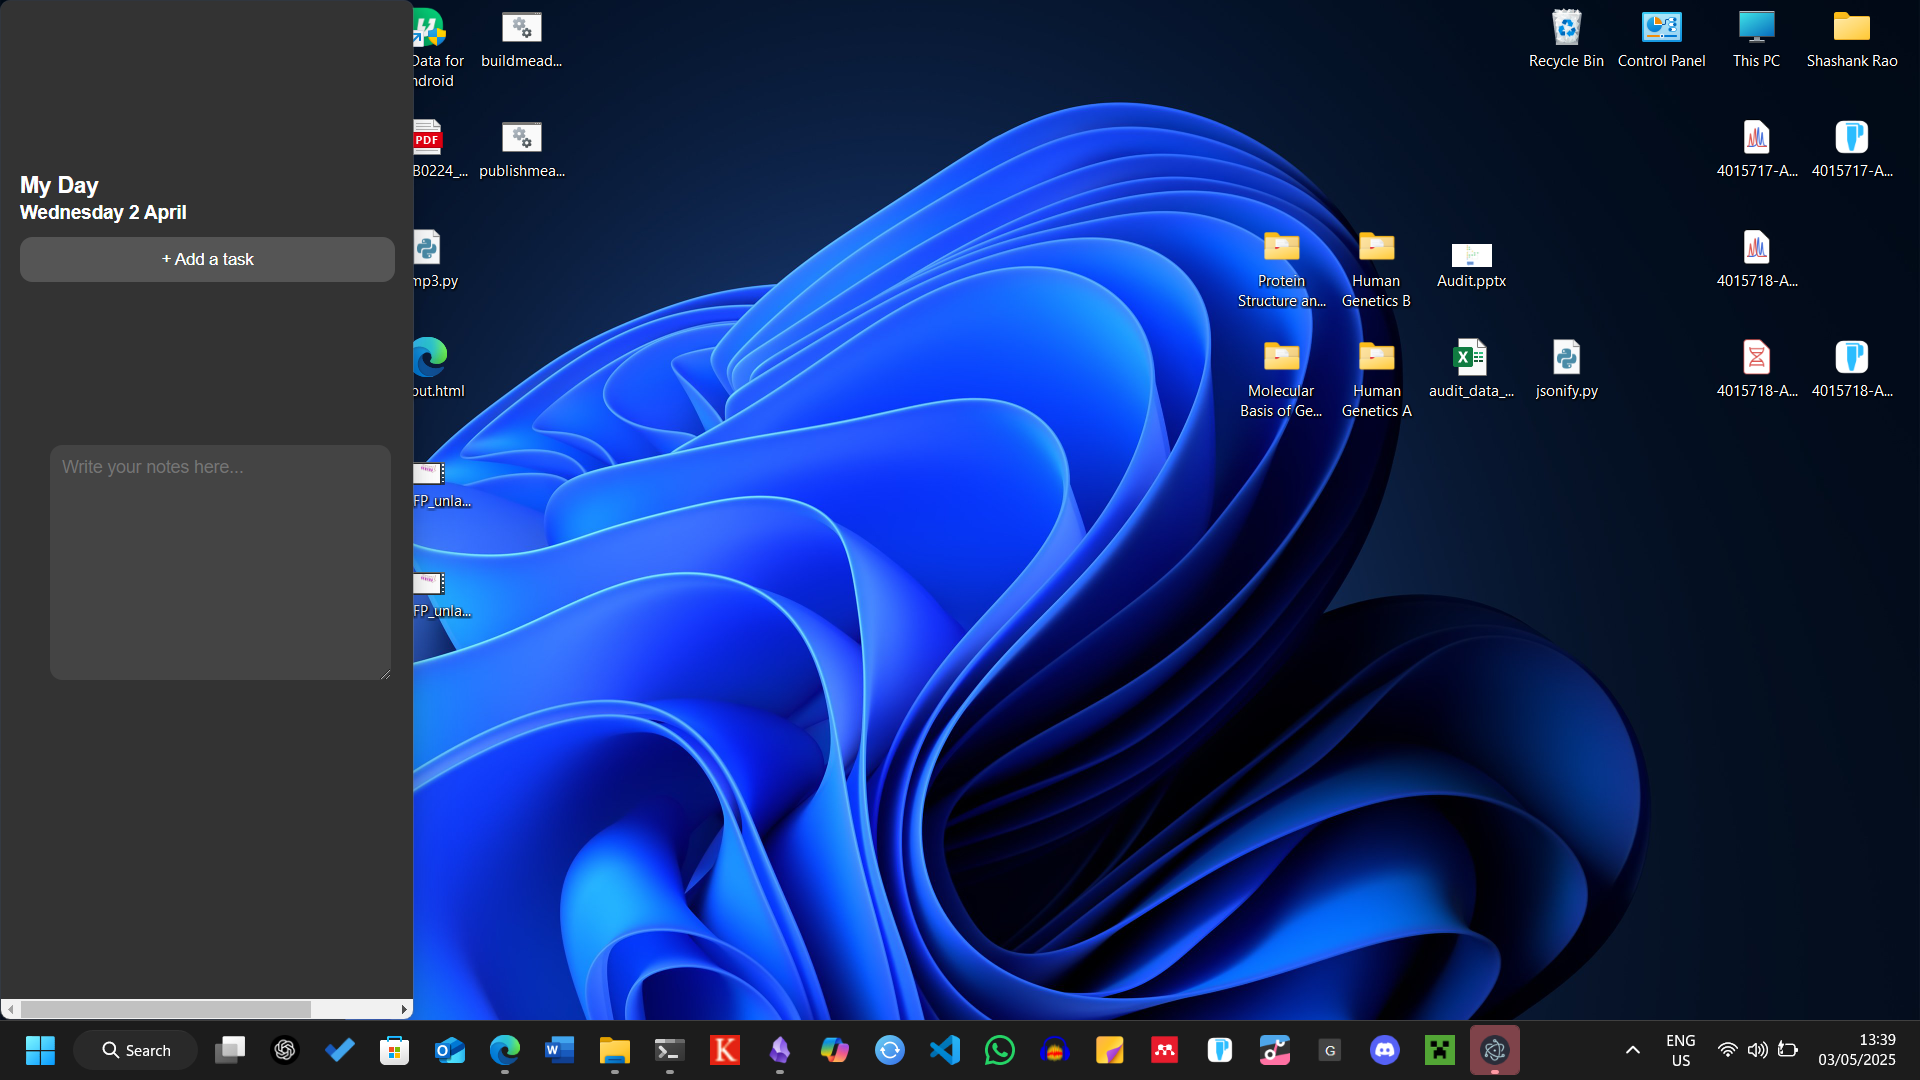 My Day
Wednesday 2 April
+ Add a task
Write your notes here...
Data for
ndroid
buildmead...
PDF
B0224_...
publishmea...
mp3.py
put.html
FP_unla...
FP_unla...
Protein
Structure an...
Human
Genetics B
Audit.pptx
Molecular
Basis of Ge...
Human
Genetics A
audit_data_...
jsonify.py
Recycle Bin
Control Panel
This PC
Shashank Rao
4015717-A...
4015717-A...
4015718-A...
4015718-A...
4015718-A...
Search
ENG
US
13:39
03/05/2025